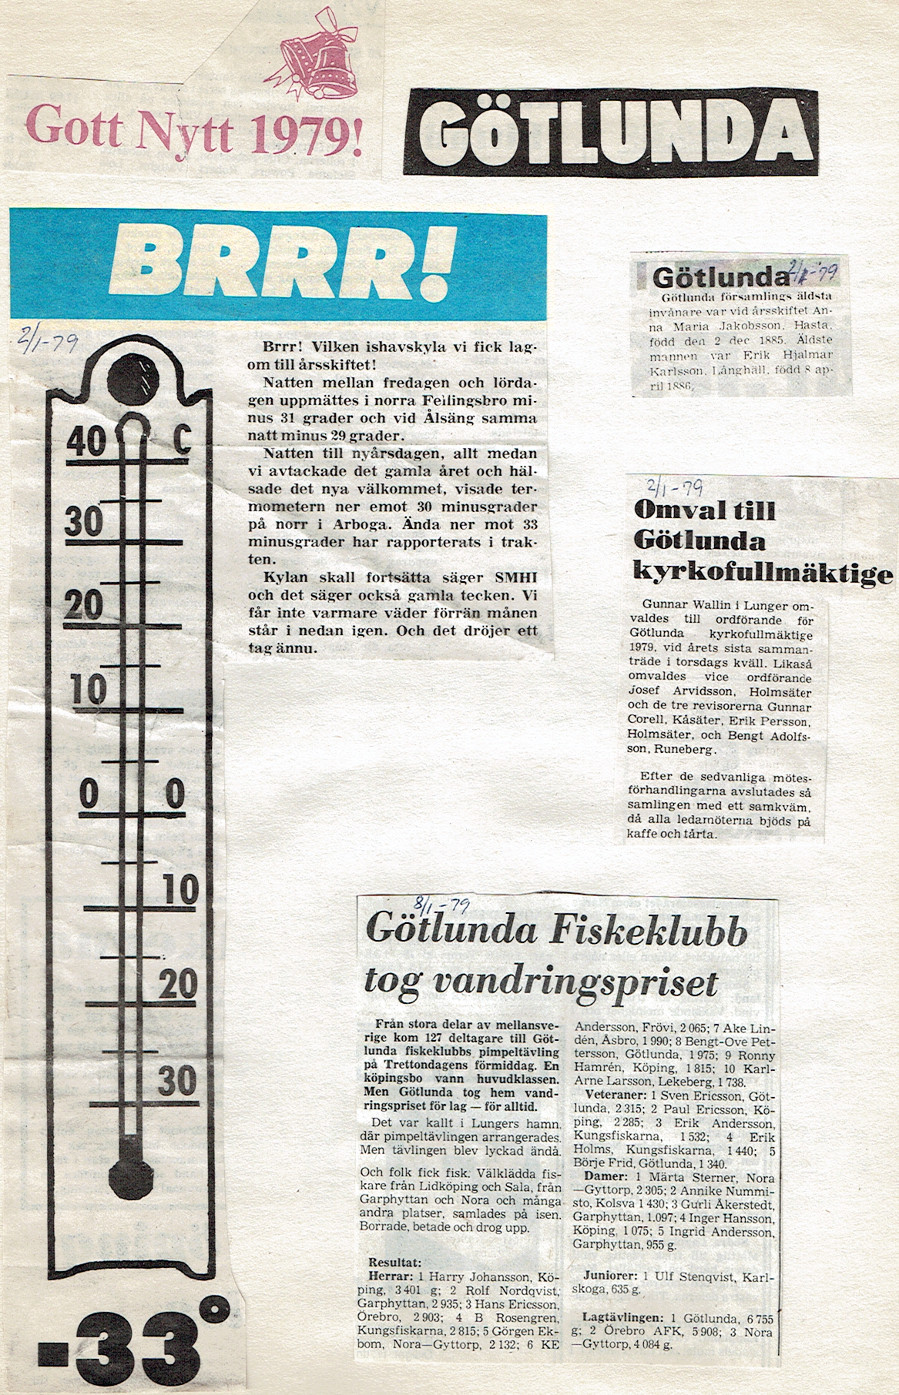 Gott Nytt 1979!
GÖTLUNDA
BRRR!
2/1-79
Brrr! Vilken ishavskyla vi fick lag-
om till årsskiftet!
Natten mellan fredagen och lörda-
gen uppmättes i norra Fellingsbro mi-
nus 31 grader och vid Ålsäng samma
natt minus 29 grader.
Natten till nyårsdagen, allt medan
vi avtackade det gamla året och häl-
sade det nya välkommet, visade ter-
mometern ner emot 30 minusgrader
på norr i Arboga. Ända ner mot 33
minusgrader har rapporterats i trak-
ten.
Kylan skall fortsätta säger SMHI
och det säger också gamla tecken. Vi
får inte varmare väder förrän månen
står i nedan igen. Och det dröjer ett
tag ännu.
40 C
30
20
10
0 0
10
20
30
-33°
Götlunda 2/1-79
Götlunda församlings äldsta
invånare var vid årsskiftet An-
na Maria Jakobsson, Hasta,
född den 2 dec 1885. Äldste
mannen var Erik Hjalmar
Karlsson, Långhäll, född 8 ap-
ril 1886.
2/1-79
Omval till
Götlunda
kyrkofullmäktige
Gunnar Wallin i Lunger om-
valdes till ordförande för
Götlunda kyrkofullmäktige
1979, vid årets sista samman-
träde i torsdags kväll. Likaså
omvaldes vice ordförande
Josef Arvidsson, Holmsäter
och de tre revisorerna Gunnar
Corell, Kåsäter, Erik Persson,
Holmsäter, och Bengt Adolfs-
son, Runeberg.
Efter de sedvanliga mötes-
förhandlingarna avslutades så
samlingen med ett samkväm,
då alla ledamöterna bjöds på
kaffe och tårta.
8/1-79
Götlunda Fiskeklubb
tog vandringspriset
Från stora delar av mellansve-
rige kom 127 deltagare till Göt-
lunda fiskeklubbs pimpeltävling
på Trettondagens förmiddag. En
köpingsbo vann huvudklassen.
Men Götlunda tog hem vand-
ringspriset för lag — för alltid.
Det var kallt i Lungers hamn,
där pimpeltävlingen arrangerades.
Men tävlingen blev lyckad ändå.
Och folk fick fisk. Välklädda fis-
kare från Lidköping och Sala, från
Garphyttan och Nora och många
andra platser, samlades på isen.
Borrade, betade och drog upp.
Resultat:
Herrar: 1 Harry Johansson, Kö-
ping, 3 401 g; 2 Rolf Nordqvist,
Garphyttan, 2 935; 3 Hans Ericsson,
Örebro, 2 903; 4 B Rosengren,
Kungsfiskarna, 2 815; 5 Görgen Ek-
bom, Nora—Gyttorp, 2 132; 6 KE
Andersson, Frövi, 2 065; 7 Ake Lin-
dén, Åsbro, 1 990; 8 Bengt-Ove Pet-
tersson, Götlunda, 1 975; 9 Ronny
Hamrén, Köping, 1 815; 10 Karl-
Arne Larsson, Lekeberg, 1 738.
Veteraner: 1 Sven Ericsson, Göt-
lunda, 2 315; 2 Paul Ericsson, Kö-
ping, 2 285; 3 Erik Andersson,
Kungsfiskarna, 1 532; 4 Erik
Holms, Kungsfiskarna, 1 440; 5
Börje Frid, Götlunda, 1 340.
Damer: 1 Märta Sterner, Nora
—Gyttorp, 2 305; 2 Annike Nummi-
sto, Kolsva 1 430; 3 Gurli Åkerstedt,
Garphyttan, 1.097; 4 Inger Hansson,
Köping, 1 075; 5 Ingrid Andersson,
Garphyttan, 955 g.
Juniorer: 1 Ulf Stenqvist, Karl-
skoga, 635 g.
Lagtävlingen: 1 Götlunda, 6 755
g; 2 Örebro AFK, 5 908; 3 Nora
—Gyttorp, 4 084 g.